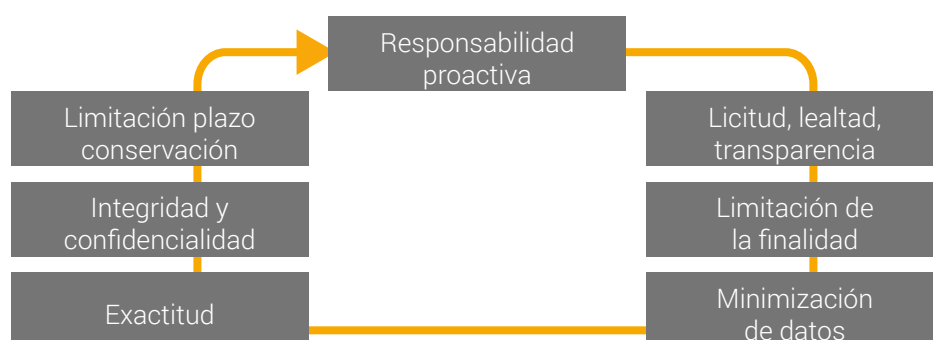 Responsabilidad
proactiva
Limitación plazo
conservación
Licitud, lealtad,
transparencia
Integridad y
confidencialidad
Limitación de
la finalidad
Exactitud
Minimización
de datos